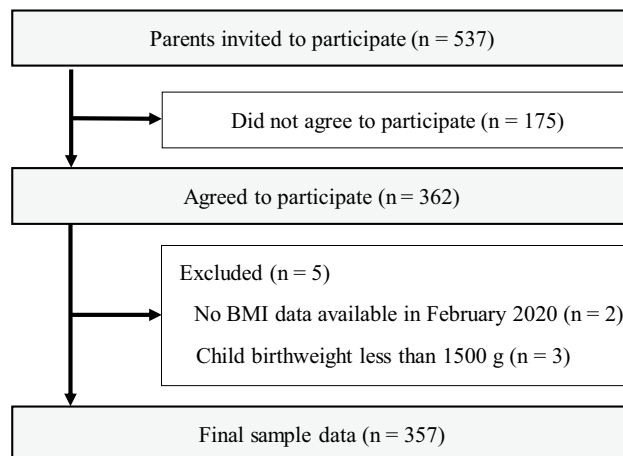 Parents invited to participate (n = 537)
Did not agree to participate (n = 175)
Agreed to participate (n = 362)
Excluded (n = 5)
No BMI data available in February 2020 (n = 2)
Child birthweight less than 1500 g (n = 3)
Final sample data (n = 357)